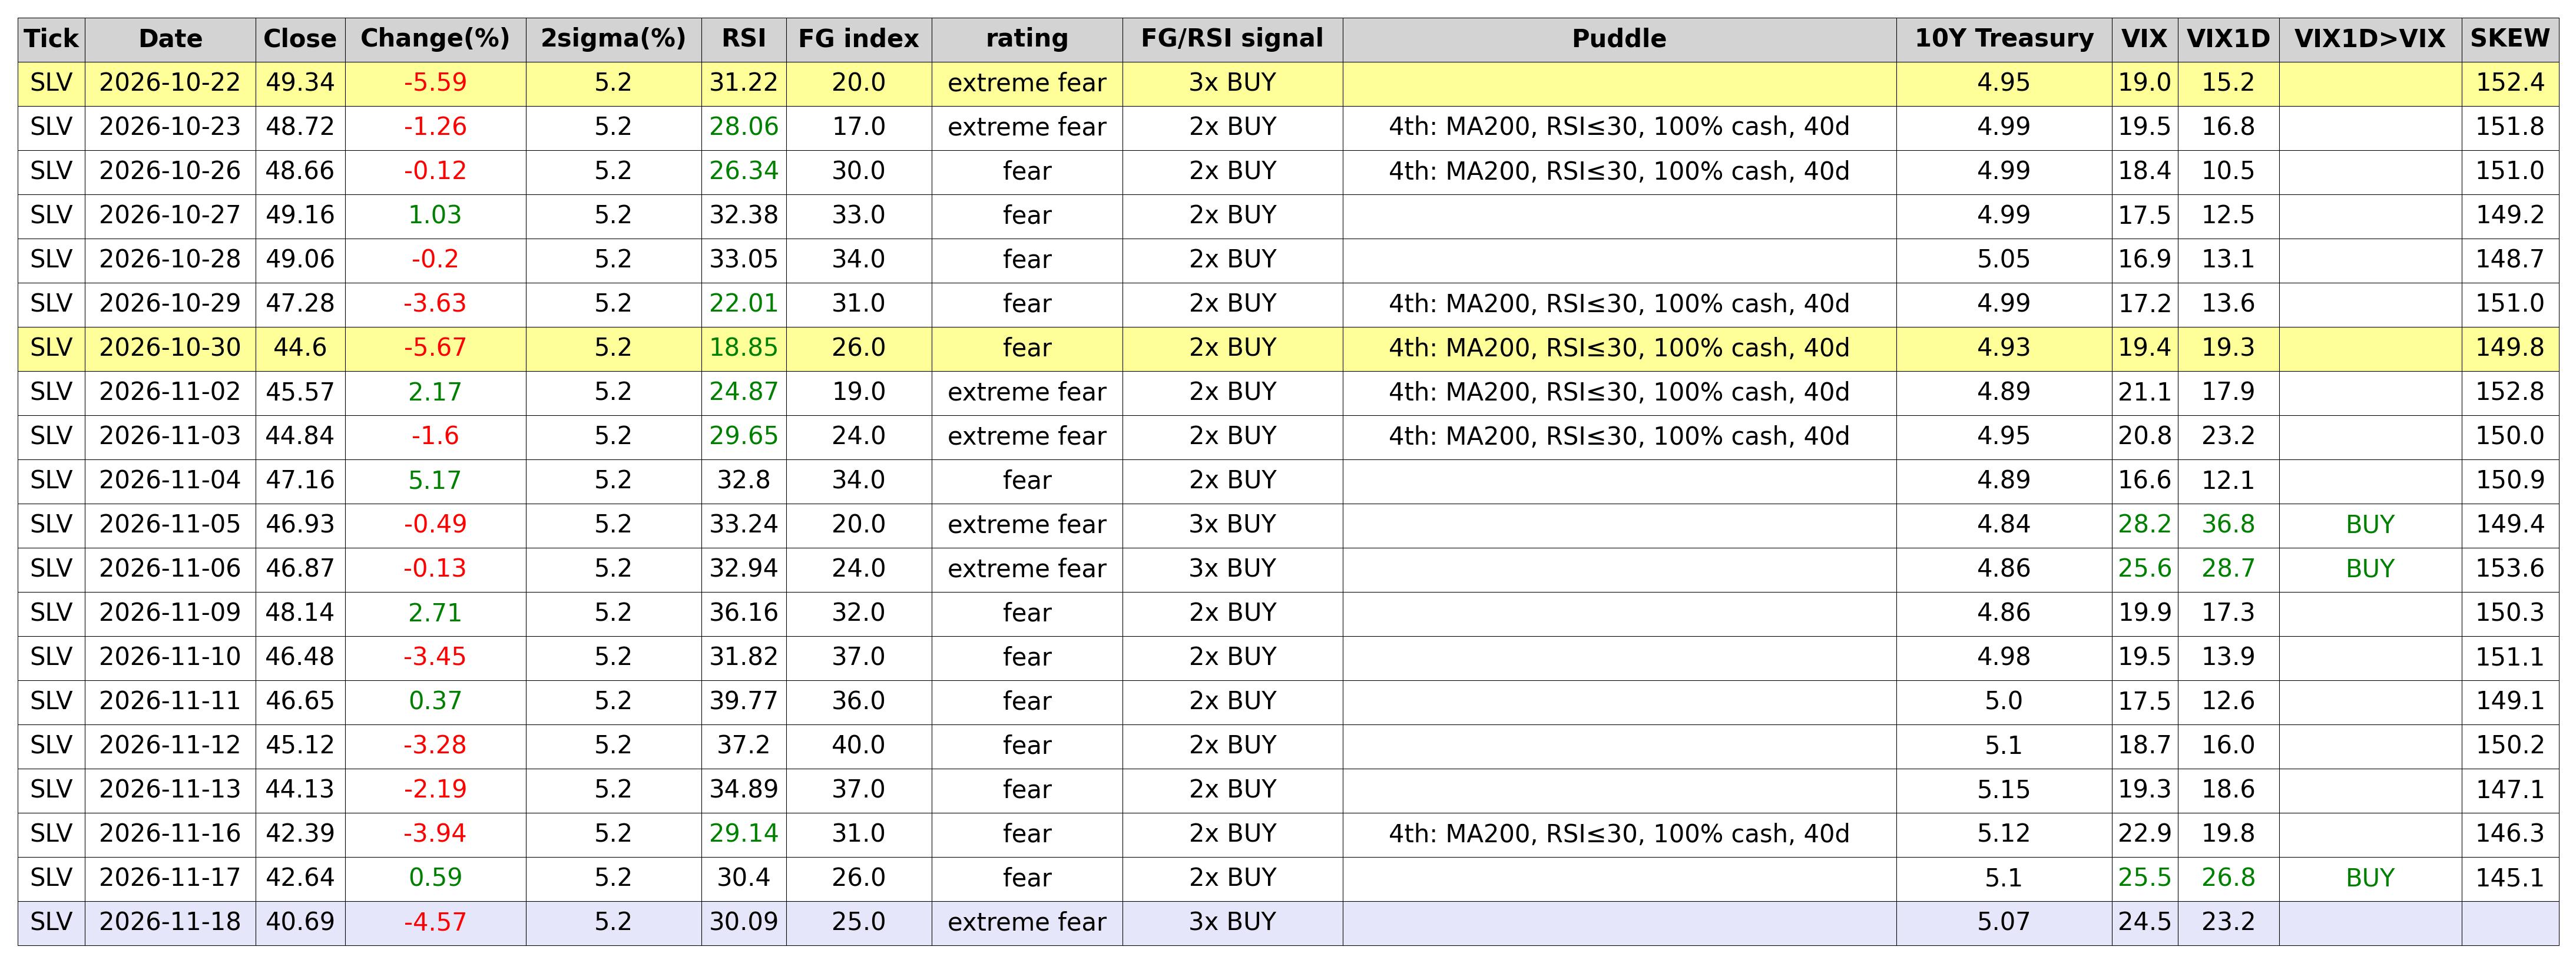 Tick Date Close Change(%) 2sigma(%) RSI FG index rating FG/RSI signal Puddle 10Y Treasury VIX VIX1D VIX1D>VIX SKEW
SLV 2026-10-22 49.34 -5.59 5.2 31.22 20.0 extreme fear 3x BUY 4.95 19.0 15.2 152.4
SLV 2026-10-23 48.72 -1.26 5.2 28.06 17.0 extreme fear 2x BUY 4th: MA200, RSI≤30, 100% cash, 40d 4.99 19.5 16.8 151.8
SLV 2026-10-26 48.66 -0.12 5.2 26.34 30.0 fear 2x BUY 4th: MA200, RSI≤30, 100% cash, 40d 4.99 18.4 10.5 151.0
SLV 2026-10-27 49.16 1.03 5.2 32.38 33.0 fear 2x BUY 4.99 17.5 12.5 149.2
SLV 2026-10-28 49.06 -0.2 5.2 33.05 34.0 fear 2x BUY 5.05 16.9 13.1 148.7
SLV 2026-10-29 47.28 -3.63 5.2 22.01 31.0 fear 2x BUY 4th: MA200, RSI≤30, 100% cash, 40d 4.99 17.2 13.6 151.0
SLV 2026-10-30 44.6 -5.67 5.2 18.85 26.0 fear 2x BUY 4th: MA200, RSI≤30, 100% cash, 40d 4.93 19.4 19.3 149.8
SLV 2026-11-02 45.57 2.17 5.2 24.87 19.0 extreme fear 2x BUY 4th: MA200, RSI≤30, 100% cash, 40d 4.89 21.1 17.9 152.8
SLV 2026-11-03 44.84 -1.6 5.2 29.65 24.0 extreme fear 2x BUY 4th: MA200, RSI≤30, 100% cash, 40d 4.95 20.8 23.2 150.0
SLV 2026-11-04 47.16 5.17 5.2 32.8 34.0 fear 2x BUY 4.89 16.6 12.1 150.9
SLV 2026-11-05 46.93 -0.49 5.2 33.24 20.0 extreme fear 3x BUY 4.84 28.2 36.8 BUY 149.4
SLV 2026-11-06 46.87 -0.13 5.2 32.94 24.0 extreme fear 3x BUY 4.86 25.6 28.7 BUY 153.6
SLV 2026-11-09 48.14 2.71 5.2 36.16 32.0 fear 2x BUY 4.86 19.9 17.3 150.3
SLV 2026-11-10 46.48 -3.45 5.2 31.82 37.0 fear 2x BUY 4.98 19.5 13.9 151.1
SLV 2026-11-11 46.65 0.37 5.2 39.77 36.0 fear 2x BUY 5.0 17.5 12.6 149.1
SLV 2026-11-12 45.12 -3.28 5.2 37.2 40.0 fear 2x BUY 5.1 18.7 16.0 150.2
SLV 2026-11-13 44.13 -2.19 5.2 34.89 37.0 fear 2x BUY 5.15 19.3 18.6 147.1
SLV 2026-11-16 42.39 -3.94 5.2 29.14 31.0 fear 2x BUY 4th: MA200, RSI≤30, 100% cash, 40d 5.12 22.9 19.8 146.3
SLV 2026-11-17 42.64 0.59 5.2 30.4 26.0 fear 2x BUY 5.1 25.5 26.8 BUY 145.1
SLV 2026-11-18 40.69 -4.57 5.2 30.09 25.0 extreme fear 3x BUY 5.07 24.5 23.2